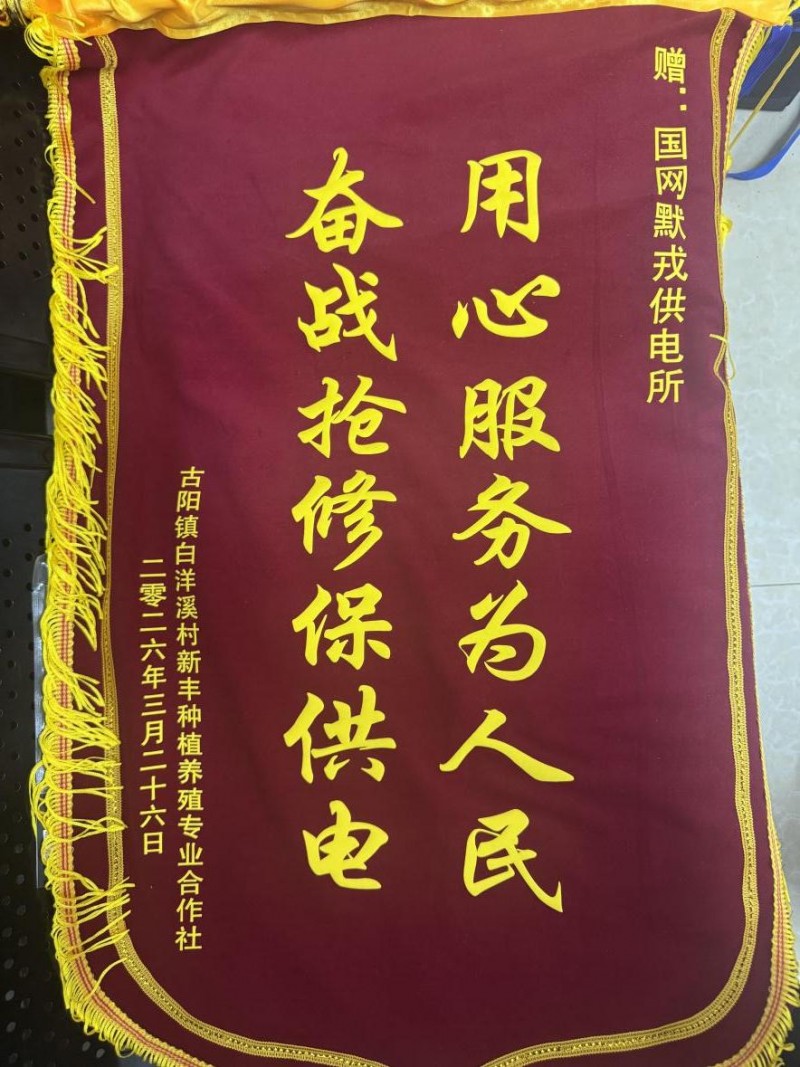 赠：国网默戎供电所
用心服务为人民
奋战抢修保供电
古阳镇白洋溪村新丰种植养殖专业合作社
二零二六年三月二十六日